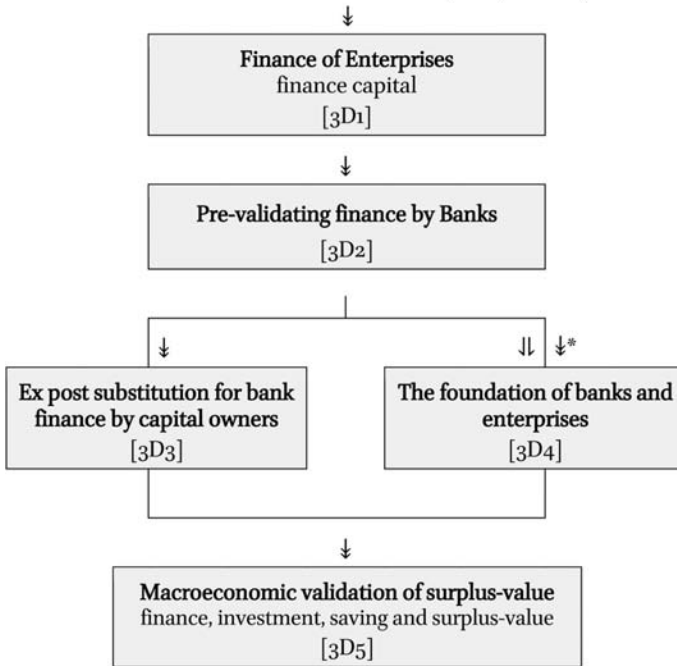 ↡
Finance of Enterprises
finance capital
[3D1]
↡
Pre-validating finance by Banks
[3D2]
↡
⇃⇃ ↡*
Ex post substitution for bank
finance by capital owners
[3D3]
The foundation of banks and
enterprises
[3D4]
↡
Macroeconomic validation of surplus-value
finance, investment, saving and surplus-value
[3D5]